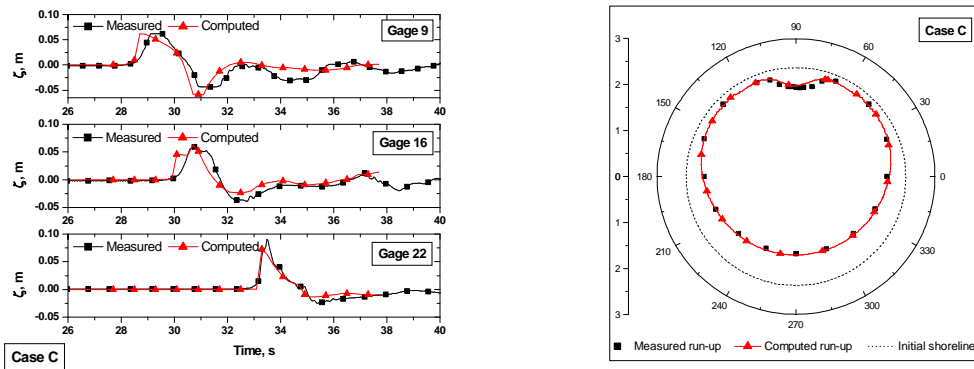 0.10
0.05
0.00
-0.05
ζ, m
Measured Computed
Gage 9
26 28 30 32 34 36 38 40
0.10
0.05
0.00
-0.05
ζ, m
Measured Computed
Gage 16
26 28 30 32 34 36 38 40
0.10
0.05
0.00
-0.05
ζ, m
Measured Computed
Gage 22
26 28 30 32 34 36 38 40
Time, s
Case C
Case C
3
2
1
0
1
2
3
0
30
60
90
120
150
180
210
240
270
300
330
Measured run-up Computed run-up Initial shoreline